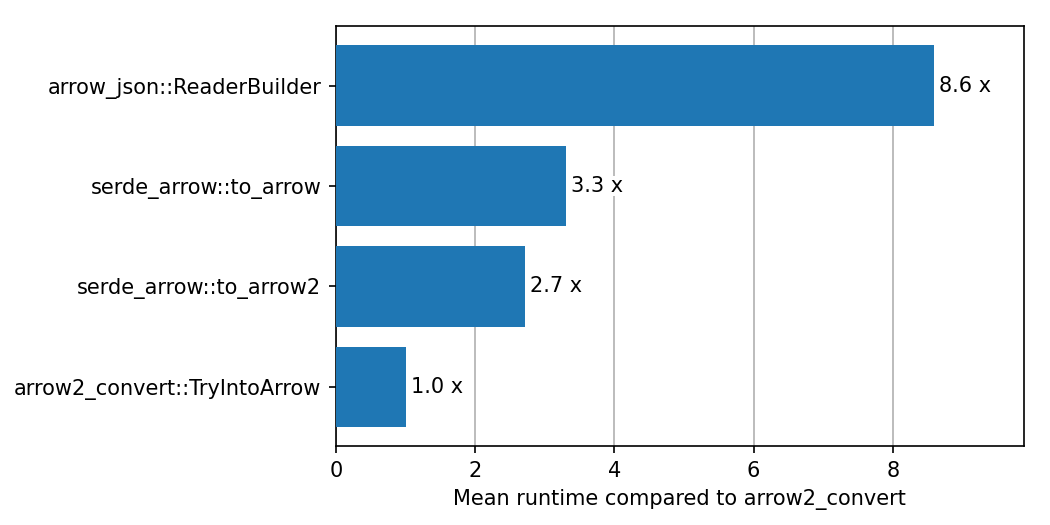 arrow_json::ReaderBuilder
8.6 x
serde_arrow::to_arrow
3.3 x
serde_arrow::to_arrow2
2.7 x
arrow2_convert::TryIntoArrow
1.0 x
0 2 4 6 8
Mean runtime compared to arrow2_convert